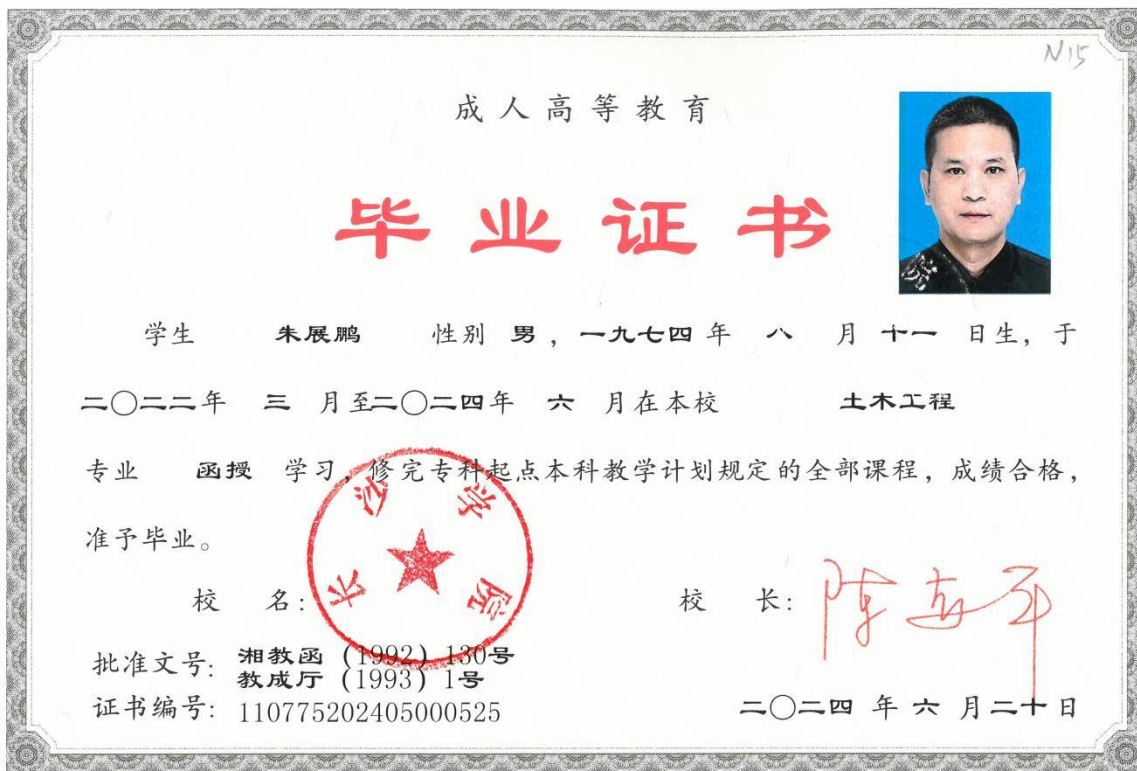 N15
成人高等教育
毕业证书
学生 朱展鹏 性别 男，一九七四年 八 月 十一 日生，于
二〇二二年 三 月至二〇二四年 六 月在本校 土木工程
专业 函授 学习，修完专科起点本科教学计划规定的全部课程，成绩合格，
准予毕业。
长沙学院
校 名： 校 长：
批准文号：湘教函（1992）130号
教成厅（1993）1号
证书编号：110775202405000525
二〇二四 年 六 月二十日